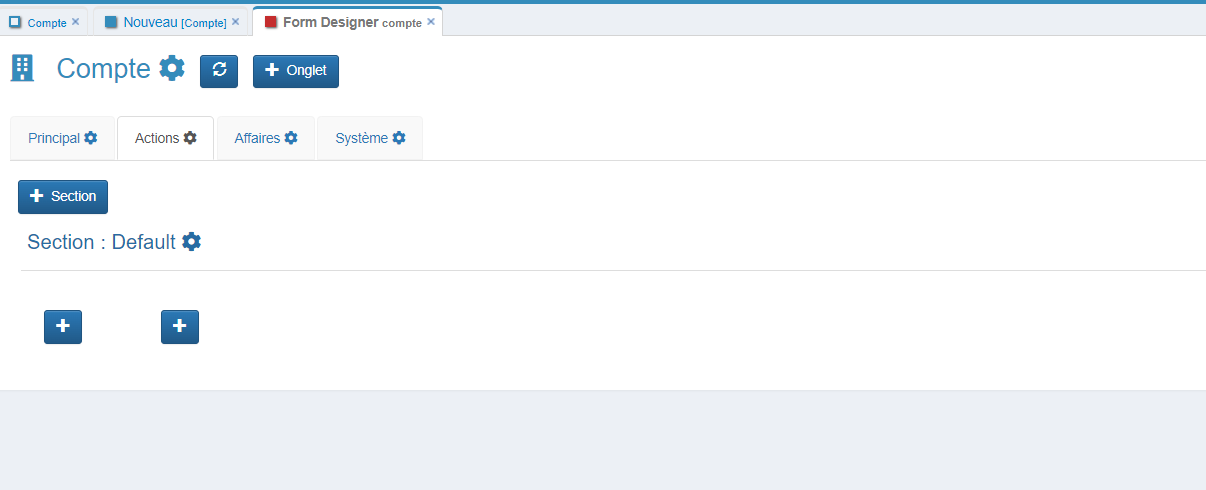 Compte × Nouveau [Compte] × Form Designer compte ×
Compte + Onglet
Principal Actions Affaires Système
+ Section
Section : Default
+ +